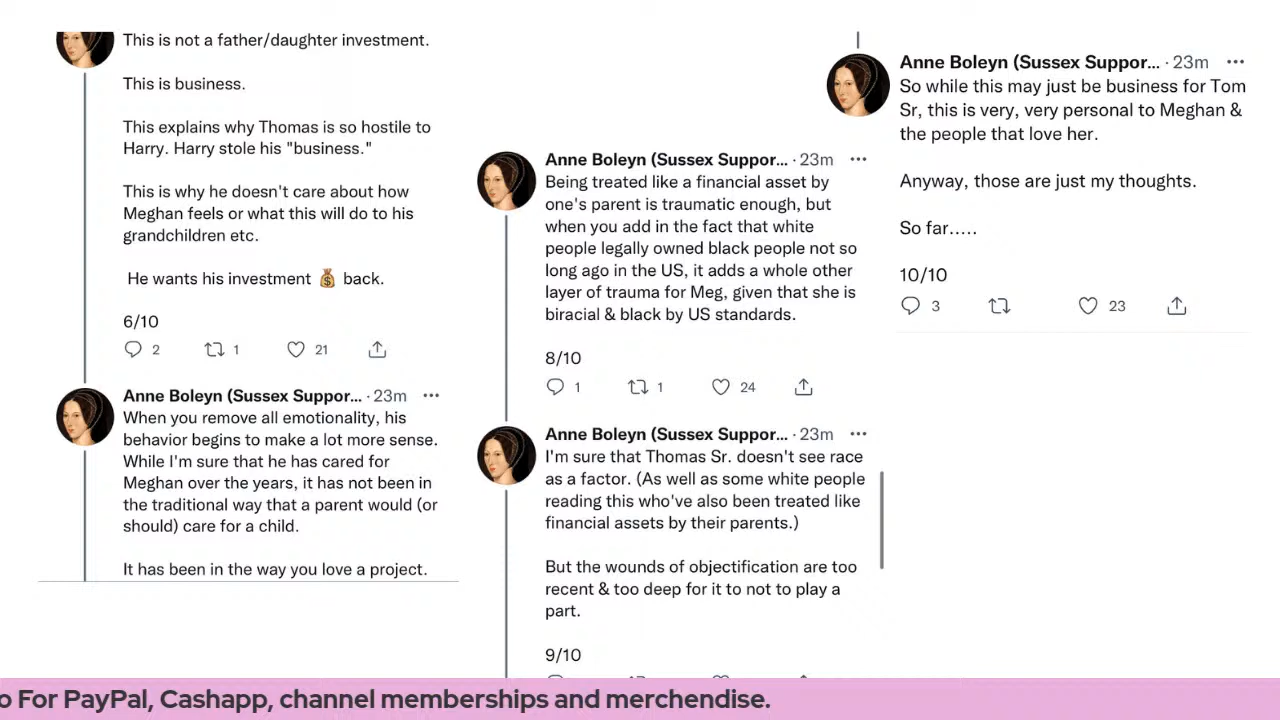 This is not a father/daughter investment.
This is business.
This explains why Thomas is so hostile to
Harry. Harry stole his "business."
This is why he doesn't care about how
Meghan feels or what this will do to his
grandchildren etc.
He wants his investment 💰 back.
6/10
2 1 21
Anne Boleyn (Sussex Suppor... · 23m ···
When you remove all emotionality, his
behavior begins to make a lot more sense.
While I'm sure that he has cared for
Meghan over the years, it has not been in
the traditional way that a parent would (or
should) care for a child.
It has been in the way you love a project.
Anne Boleyn (Sussex Suppor... · 23m ···
Being treated like a financial asset by
one's parent is traumatic enough, but
when you add in the fact that white
people legally owned black people not so
long ago in the US, it adds a whole other
layer of trauma for Meg, given that she is
biracial & black by US standards.
8/10
1 1 24
Anne Boleyn (Sussex Suppor... · 23m ···
I'm sure that Thomas Sr. doesn't see race
as a factor. (As well as some white people
reading this who've also been treated like
financial assets by their parents.)
But the wounds of objectification are too
recent & too deep for it to not to play a
part.
9/10
Anne Boleyn (Sussex Suppor... · 23m ···
So while this may just be business for Tom
Sr, this is very, very personal to Meghan &
the people that love her.
Anyway, those are just my thoughts.
So far.....
10/10
3 23
o For PayPal, Cashapp, channel memberships and merchendise.